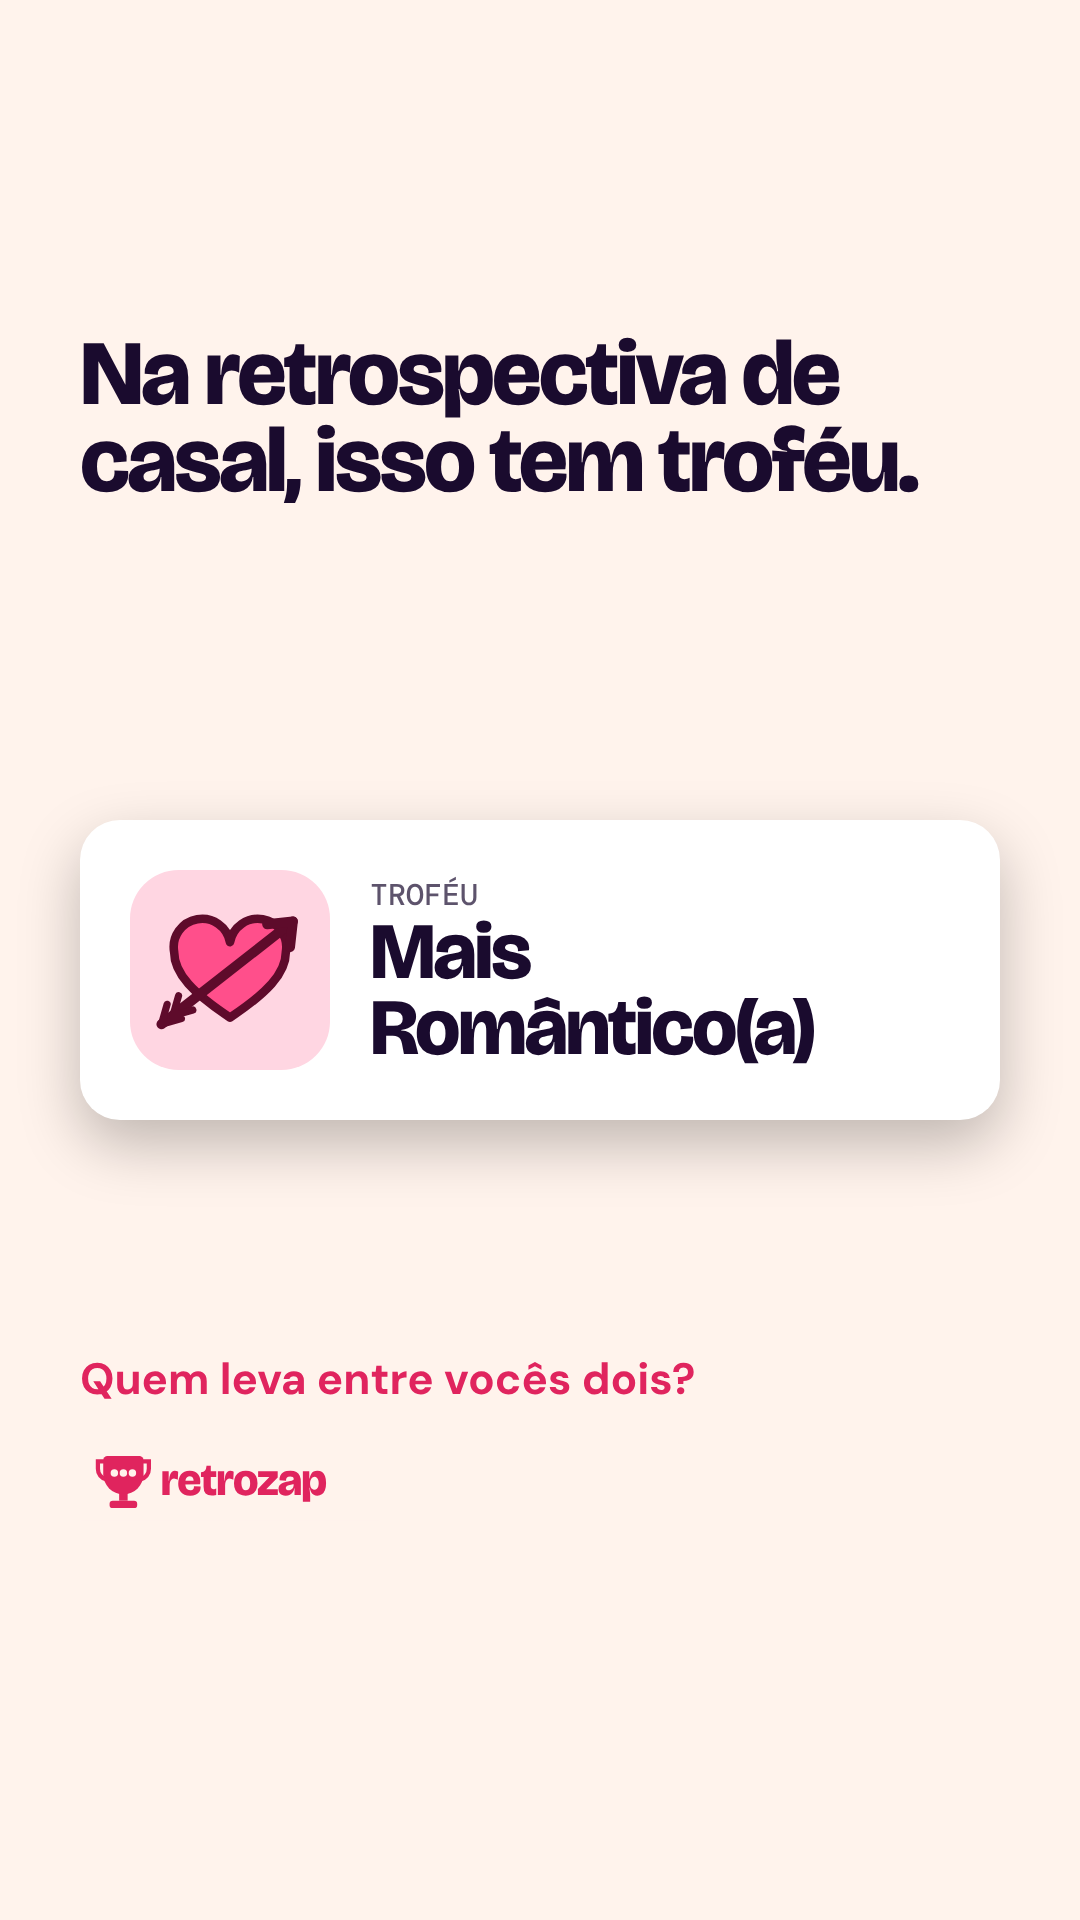 Na retrospectiva de
casal, isso tem troféu.
TROFÉU
Mais
Romântico(a)
Quem leva entre vocês dois?
retrozap